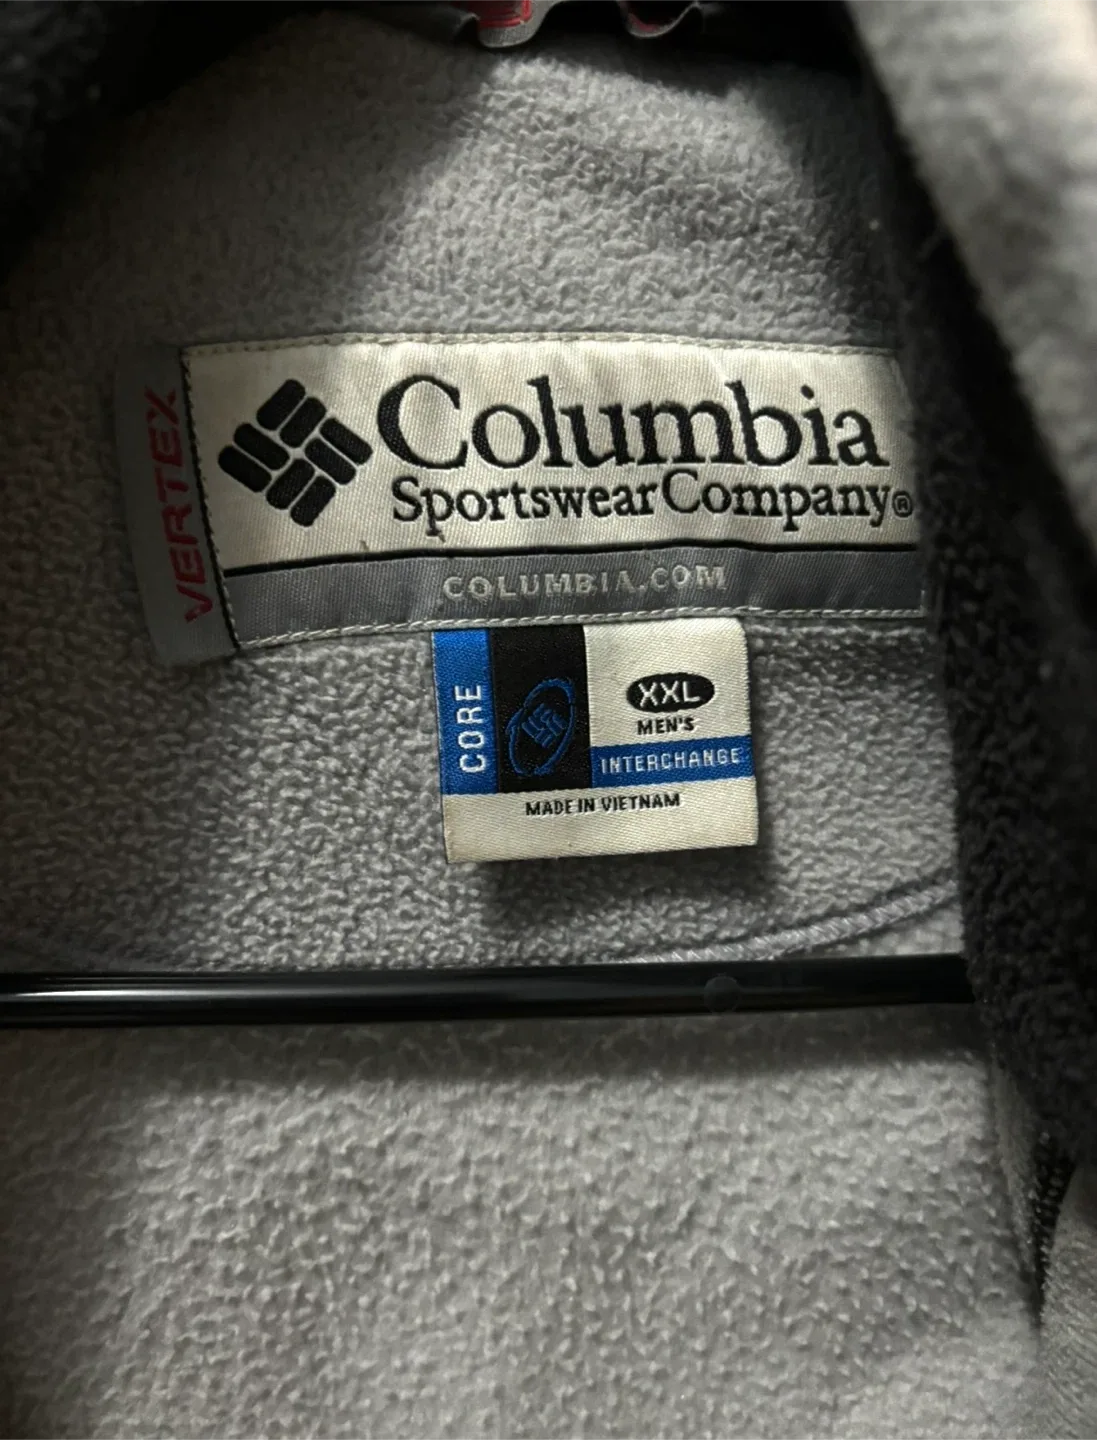 VERTEX
Columbia
Sportswear Company®
COLUMBIA.COM
CORE
XXL
MEN'S
INTERCHANGE
MADE IN VIETNAM